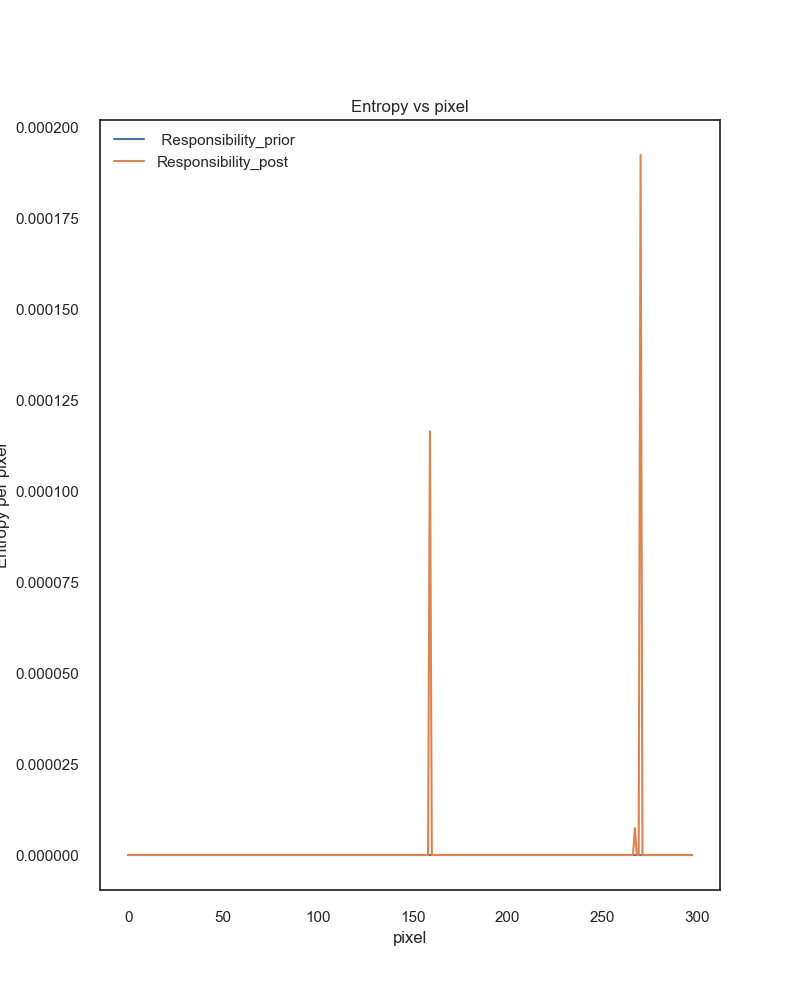 Entropy vs pixel
Responsibility_prior
Responsibility_post
0.000200
0.000175
0.000150
0.000125
0.000100
0.000075
0.000050
0.000025
0.000000
Entropy per pixel
0 50 100 150 200 250 300
pixel